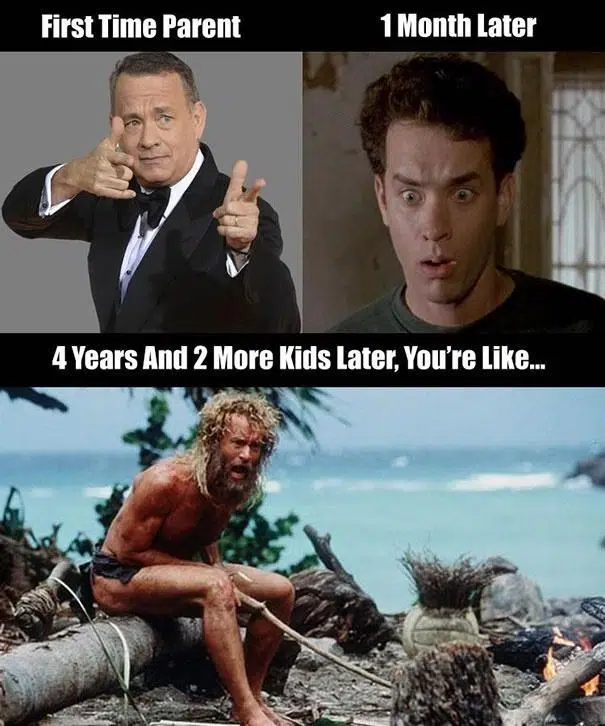 First Time Parent
1 Month Later
4 Years And 2 More Kids Later, You're Like...